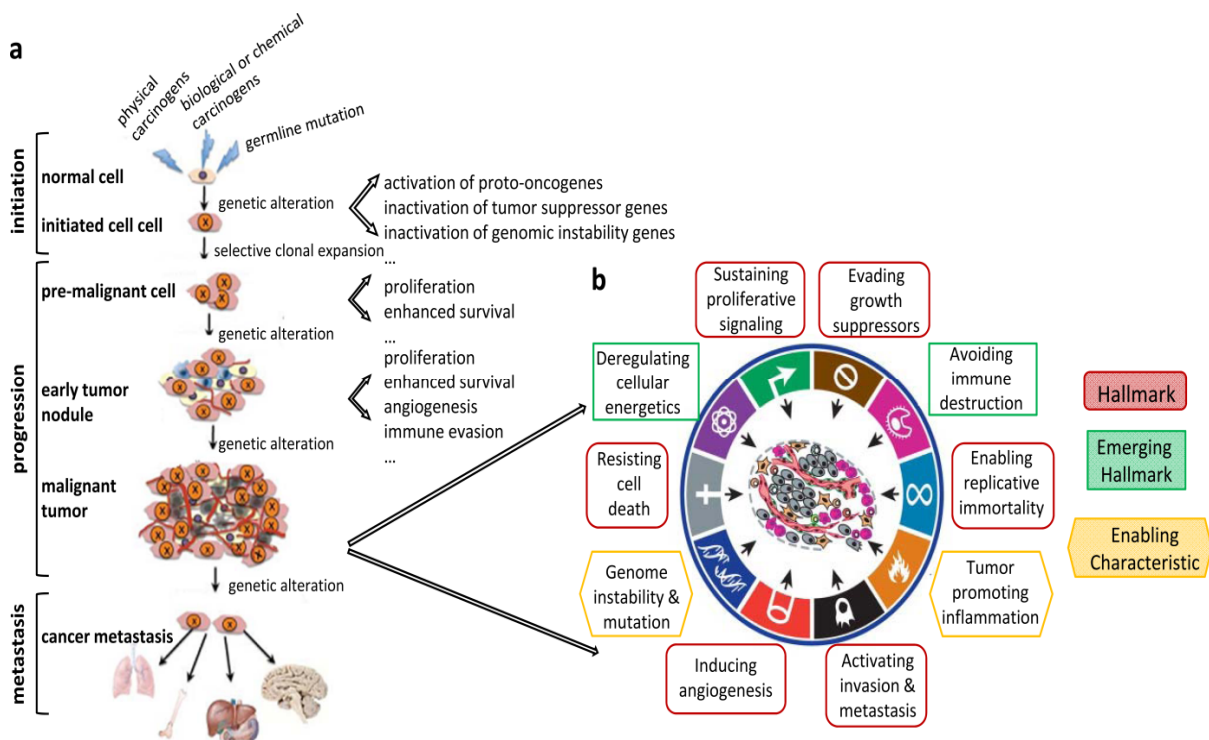 a
physical
carcinogens
biological or chemical
carcinogens
germline mutation
initiation
normal cell
genetic alteration
initiated cell cell
activation of proto-oncogenes
inactivation of tumor suppressor genes
inactivation of genomic instability genes
...
selective clonal expansion
progression
pre-malignant cell
proliferation
enhanced survival
...
genetic alteration
early tumor
nodule
proliferation
enhanced survival
angiogenesis
immune evasion
...
genetic alteration
malignant
tumor
genetic alteration
metastasis
cancer metastasis
b
Sustaining
proliferative
signaling
Evading
growth
suppressors
Deregulating
cellular
energetics
Avoiding
immune
destruction
Resisting
cell
death
Enabling
replicative
immortality
Genome
instability &
mutation
Tumor
promoting
inflammation
Inducing
angiogenesis
Activating
invasion &
metastasis
Hallmark
Emerging
Hallmark
Enabling
Characteristic